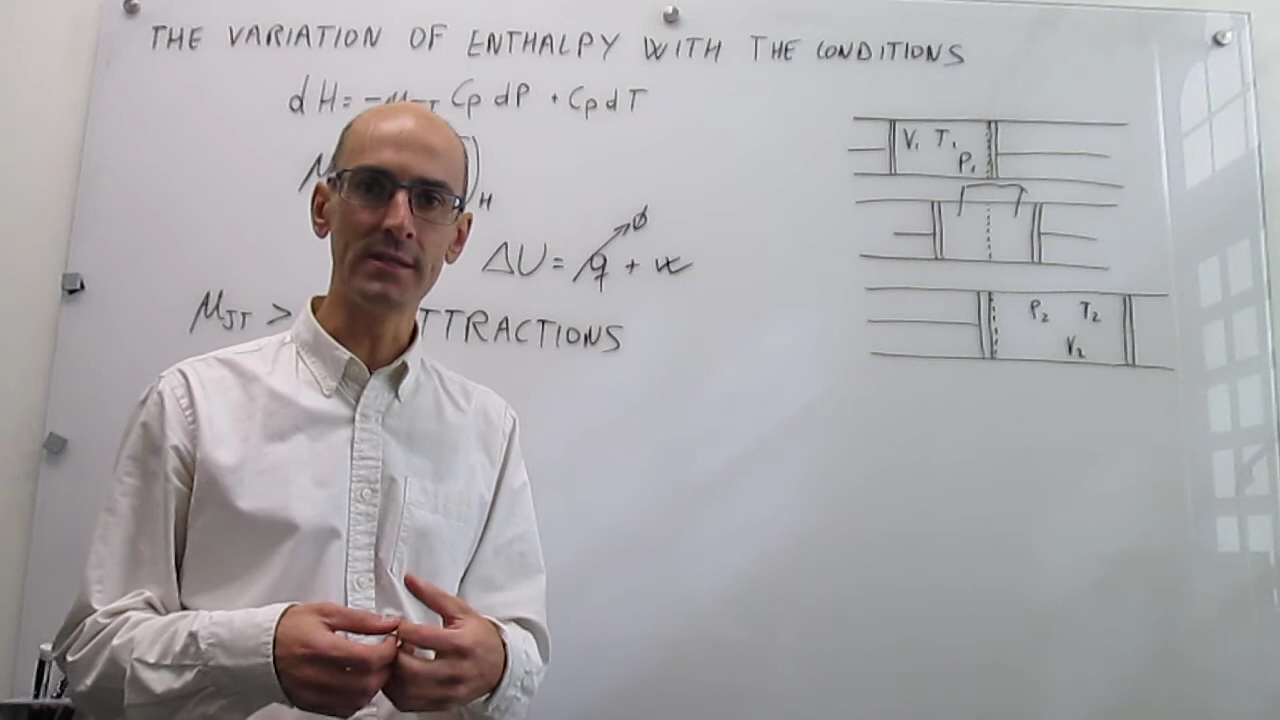 THE VARIATION OF ENTHALPY WITH THE CONDITIONS
dH = -μJT Cp dP + Cp dT
μ )H
ΔU = q→∅ + w
μJT > TTRACTIONS
V1 T1
P1
P2 T2
V2